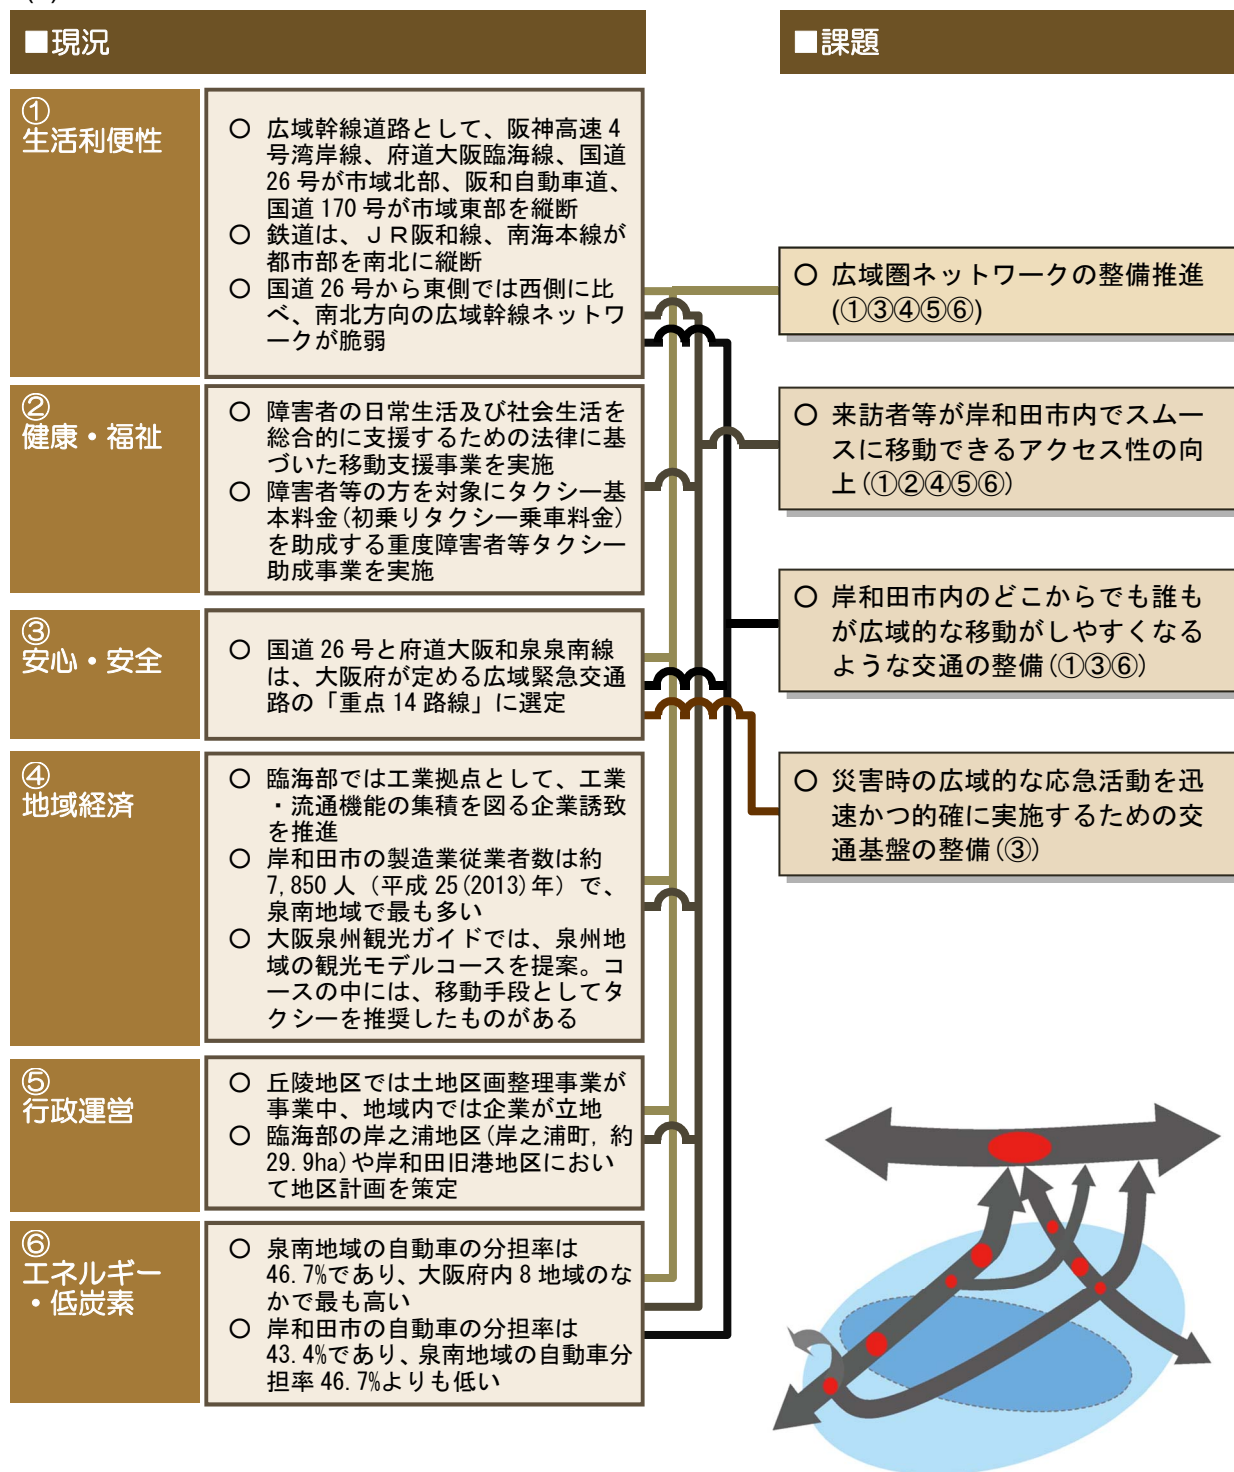 ■現況
①
生活利便性
○ 広域幹線道路として、阪神高速4
号湾岸線、府道大阪臨海線、国道
26号が市域北部、阪和自動車道、
国道170号が市域東部を縦断
○ 鉄道は、ＪＲ阪和線、南海本線が
都市部を南北に縦断
○ 国道26号から東側では西側に比
べ、南北方向の広域幹線ネットワ
ークが脆弱
②
健康・福祉
○ 障害者の日常生活及び社会生活を
総合的に支援するための法律に基
づいた移動支援事業を実施
○ 障害者等の方を対象にタクシー基
本料金(初乗りタクシー乗車料金)
を助成する重度障害者等タクシー
助成事業を実施
③
安心・安全
○ 国道26号と府道大阪和泉泉南線
は、大阪府が定める広域緊急交通
路の「重点14路線」に選定
④
地域経済
○ 臨海部では工業拠点として、工業
・流通機能の集積を図る企業誘致
を推進
○ 岸和田市の製造業従業者数は約
7,850人（平成25(2013)年）で、
泉南地域で最も多い
○ 大阪泉州観光ガイドでは、泉州地
域の観光モデルコースを提案。コ
ースの中には、移動手段としてタ
クシーを推奨したものがある
⑤
行政運営
○ 丘陵地区では土地区画整理事業が
事業中、地域内では企業が立地
○ 臨海部の岸之浦地区(岸之浦町，約
29.9ha)や岸和田旧港地区におい
て地区計画を策定
⑥
エネルギー
・低炭素
○ 泉南地域の自動車の分担率は
46.7%であり、大阪府内8地域のな
かで最も高い
○ 岸和田市の自動車の分担率は
43.4%であり、泉南地域の自動車分
担率46.7%よりも低い
■課題
○ 広域圏ネットワークの整備推進
(①③④⑤⑥)
○ 来訪者等が岸和田市内でスムー
スに移動できるアクセス性の向
上(①②④⑤⑥)
○ 岸和田市内のどこからでも誰も
が広域的な移動がしやすくなる
ような交通の整備(①③⑥)
○ 災害時の広域的な応急活動を迅
速かつ的確に実施するための交
通基盤の整備(③)